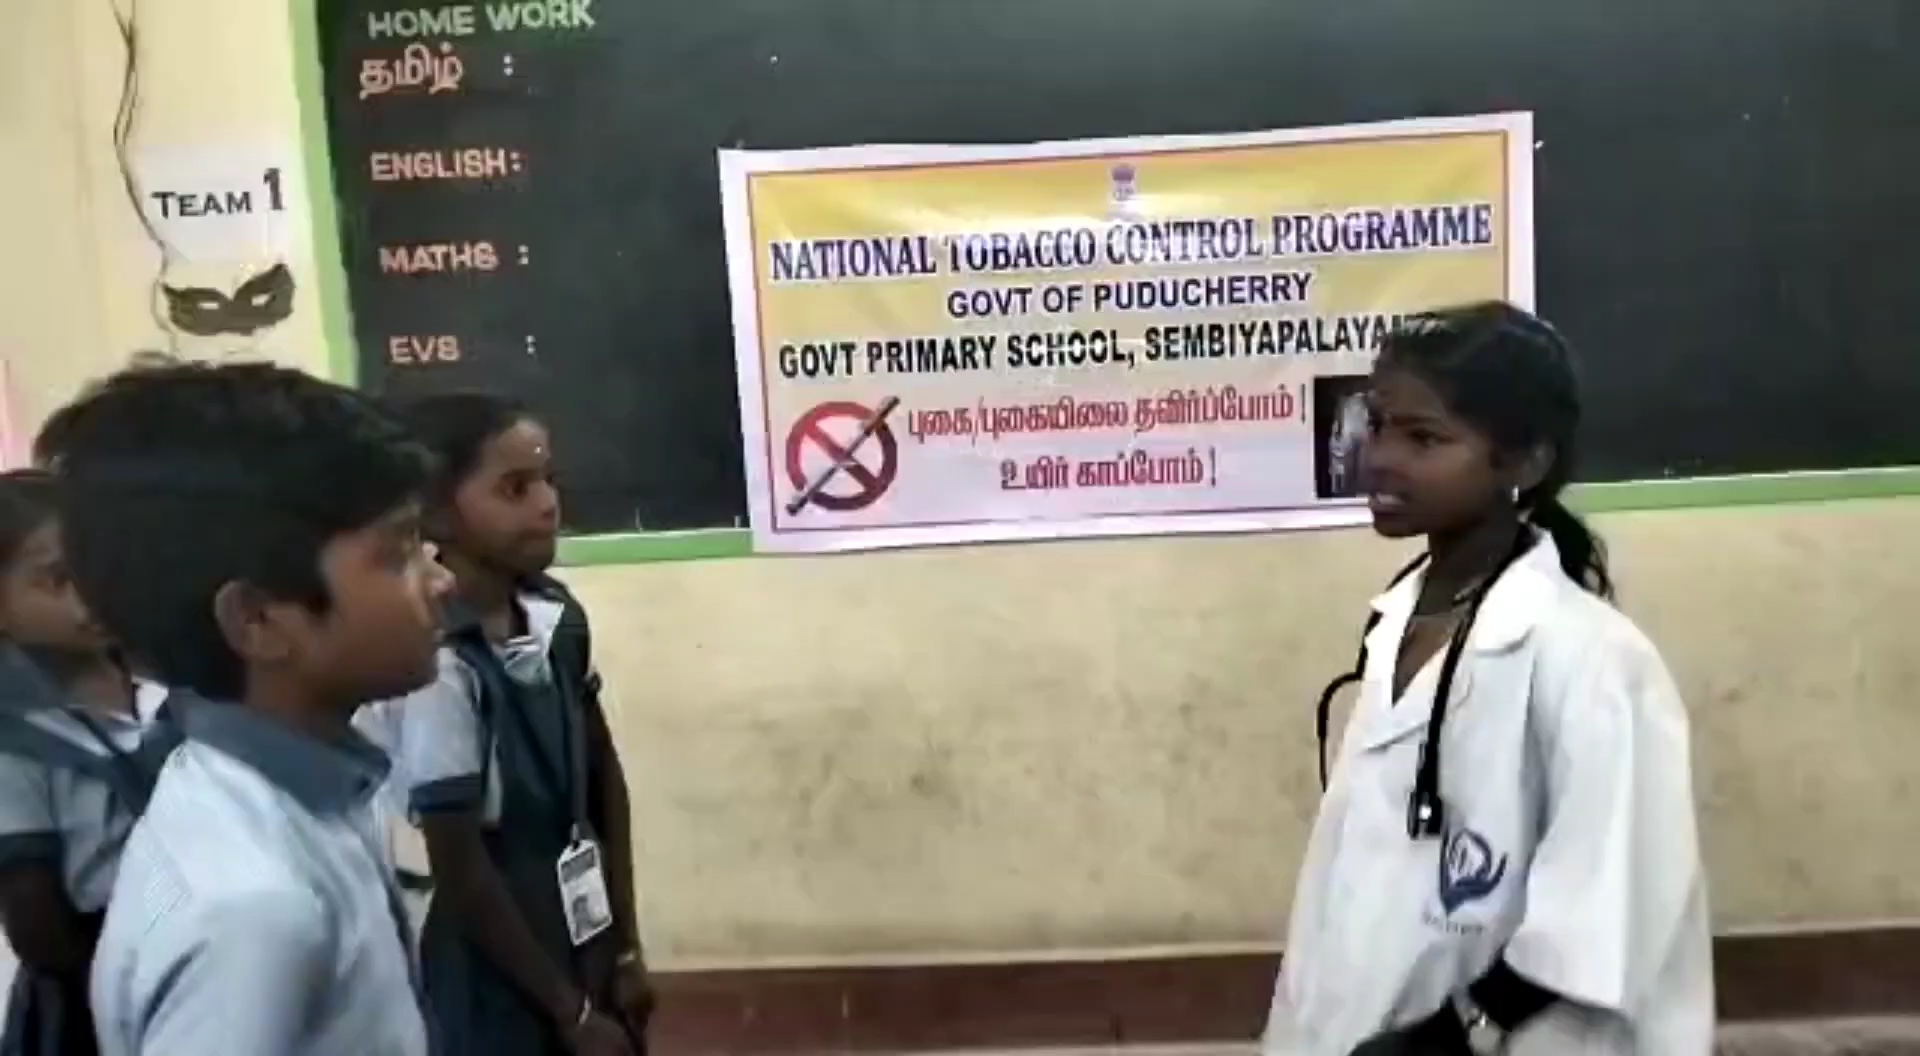 HOME WORK
தமிழ் :
ENGLISH:
MATHS :
EVS :
TEAM 1
NATIONAL TOBACCO CONTROL PROGRAMME
GOVT OF PUDUCHERRY
GOVT PRIMARY SCHOOL,
புகை/புகையிலை தவிர்ப்போம்!
உயிர் காப்போம்!